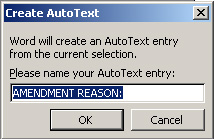 Create AutoText
Word will create an AutoText entry
from the current selection.
Please name your AutoText entry:
AMENDMENT REASON:
OK Cancel